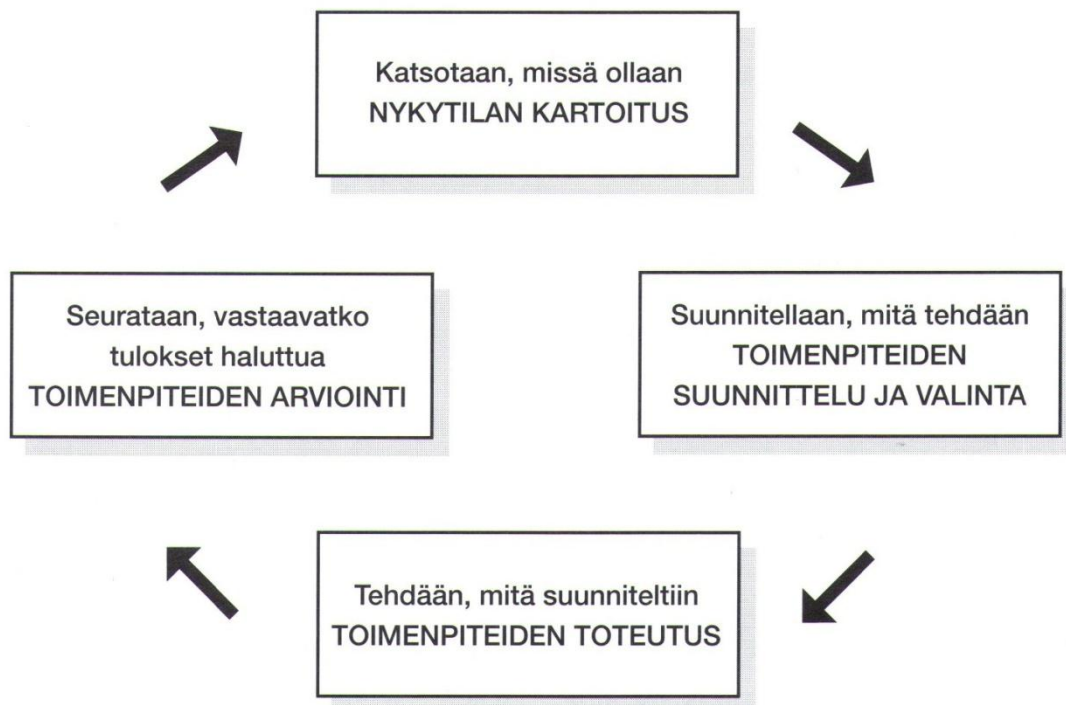 Katsotaan, missä ollaan
NYKYTILAN KARTOITUS
Suunnitellaan, mitä tehdään
TOIMENPITEIDEN
SUUNNITTELU JA VALINTA
Tehdään, mitä suunniteltiin
TOIMENPITEIDEN TOTEUTUS
Seurataan, vastaavatko
tulokset haluttua
TOIMENPITEIDEN ARVIOINTI